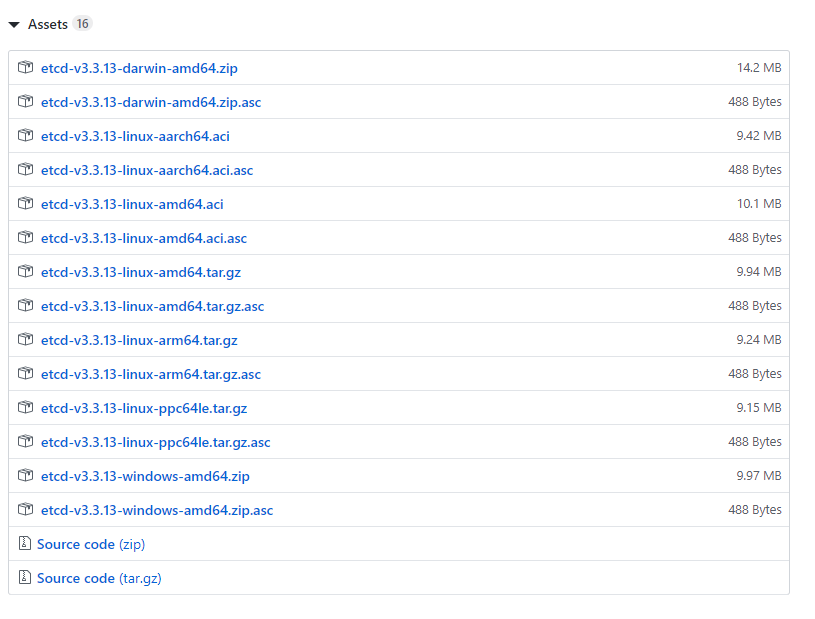 Assets 16
etcd-v3.3.13-darwin-amd64.zip 14.2 MB
etcd-v3.3.13-darwin-amd64.zip.asc 488 Bytes
etcd-v3.3.13-linux-aarch64.aci 9.42 MB
etcd-v3.3.13-linux-aarch64.aci.asc 488 Bytes
etcd-v3.3.13-linux-amd64.aci 10.1 MB
etcd-v3.3.13-linux-amd64.aci.asc 488 Bytes
etcd-v3.3.13-linux-amd64.tar.gz 9.94 MB
etcd-v3.3.13-linux-amd64.tar.gz.asc 488 Bytes
etcd-v3.3.13-linux-arm64.tar.gz 9.24 MB
etcd-v3.3.13-linux-arm64.tar.gz.asc 488 Bytes
etcd-v3.3.13-linux-ppc64le.tar.gz 9.15 MB
etcd-v3.3.13-linux-ppc64le.tar.gz.asc 488 Bytes
etcd-v3.3.13-windows-amd64.zip 9.97 MB
etcd-v3.3.13-windows-amd64.zip.asc 488 Bytes
Source code (zip)
Source code (tar.gz)